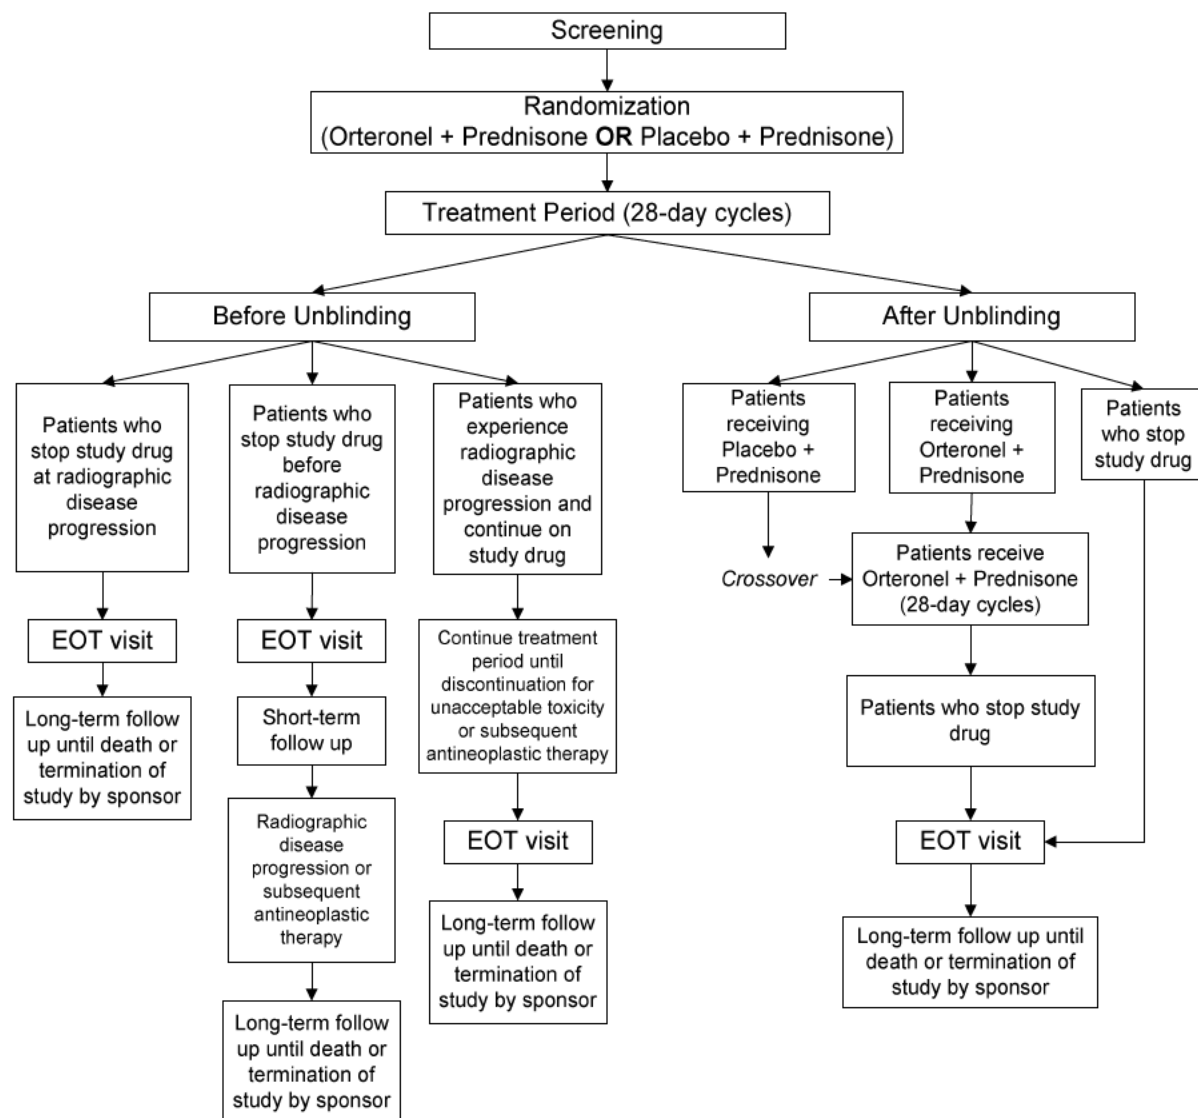 Screening
Randomization
(Orteronel + Prednisone OR Placebo + Prednisone)
Treatment Period (28-day cycles)
Before Unblinding
After Unblinding
Patients who
stop study drug
at radiographic
disease
progression
Patients who
stop study drug
before
radiographic
disease
progression
Patients who
experience
radiographic
disease
progression and
continue on
study drug
Patients
receiving
Placebo +
Prednisone
Patients
receiving
Orteronel +
Prednisone
Patients
who stop
study drug
Crossover
Patients receive
Orteronel + Prednisone
(28-day cycles)
EOT visit
EOT visit
Continue treatment
period until
discontinuation for
unacceptable toxicity
or subsequent
antineoplastic therapy
Long-term follow
up until death or
termination of
study by sponsor
Short-term
follow up
Patients who stop study
drug
Radiographic
disease
progression or
subsequent
antineoplastic
therapy
EOT visit
EOT visit
Long-term follow
up until death or
termination of
study by sponsor
Long-term follow up until
death or termination of
study by sponsor
Long-term follow
up until death or
termination of
study by sponsor